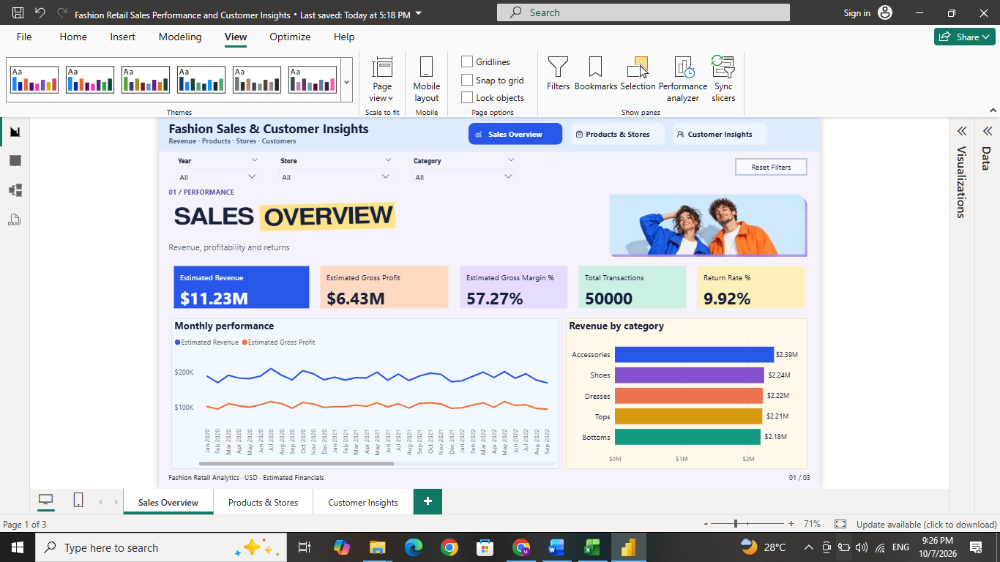 Fashion Retail Sales Performance and Customer Insights • Last saved: Today at 5:18 PM
Search
Sign in
File
Home
Insert
Modeling
View
Optimize
Help
Share
Aa
Aa
Aa
Aa
Aa
Aa
Themes
Page view
Scale to fit
Mobile layout
Mobile
Gridlines
Snap to grid
Lock objects
Page options
Filters
Bookmarks
Selection
Performance analyzer
Sync slicers
Show panes
Fashion Sales & Customer Insights
Revenue · Products · Stores · Customers
Sales Overview
Products & Stores
Customer Insights
Year
All
Store
All
Category
All
Reset Filters
01 / PERFORMANCE
SALES OVERVIEW
Revenue, profitability and returns
Estimated Revenue
$11.23M
Estimated Gross Profit
$6.43M
Estimated Gross Margin %
57.27%
Total Transactions
50000
Return Rate %
9.92%
Monthly performance
Estimated Revenue
Estimated Gross Profit
$200K
$100K
Jan 2020
Feb 2020
Mar 2020
Apr 2020
May 2020
Jun 2020
Jul 2020
Aug 2020
Sep 2020
Oct 2020
Nov 2020
Dec 2020
Jan 2021
Feb 2021
Mar 2021
Apr 2021
May 2021
Jun 2021
Jul 2021
Aug 2021
Sep 2021
Oct 2021
Nov 2021
Dec 2021
Jan 2022
Feb 2022
Mar 2022
Apr 2022
May 2022
Jun 2022
Jul 2022
Aug 2022
Sep 2022
Revenue by category
Accessories
$2.39M
Shoes
$2.24M
Dresses
$2.22M
Tops
$2.21M
Bottoms
$2.18M
$0M
$1M
$2M
Fashion Retail Analytics · USD · Estimated Financials
01 / 03
Visualizations
Data
DAX
Sales Overview
Products & Stores
Customer Insights
Page 1 of 3
71%
Update available (click to download)
Type here to search
28°C
ENG
9:26 PM
10/7/2026